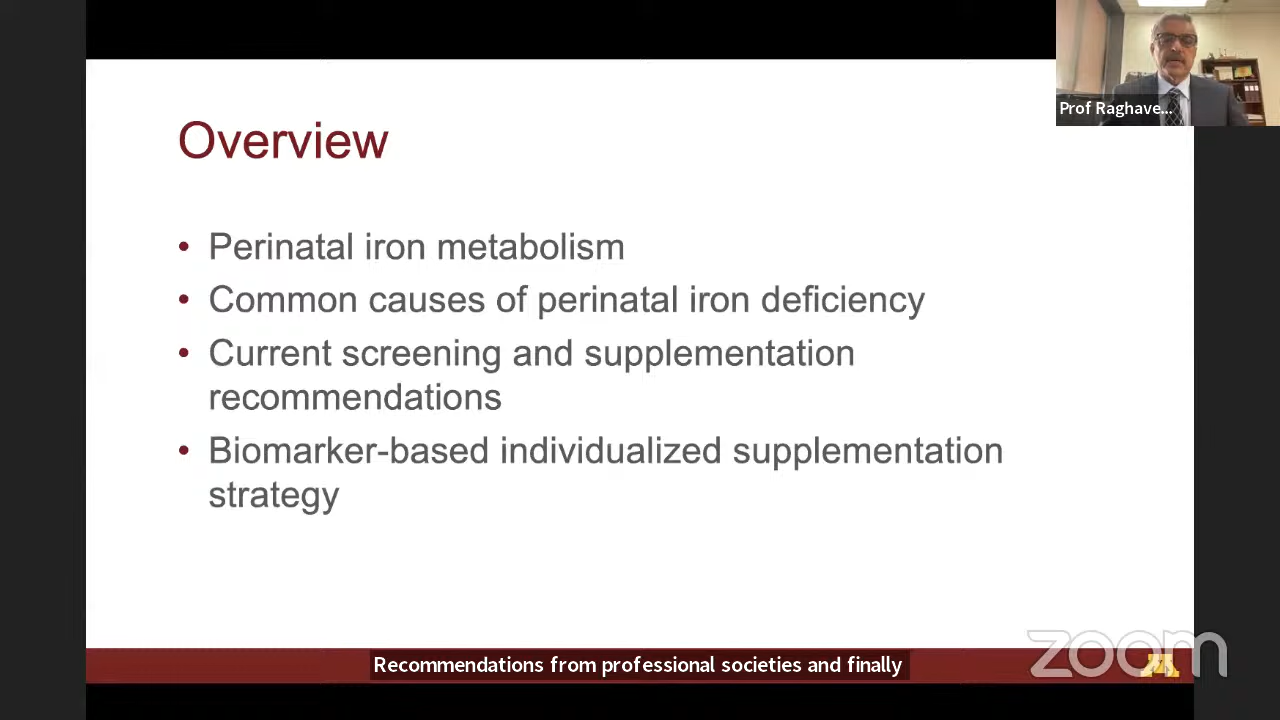 Prof Raghave...
Overview
• Perinatal iron metabolism
• Common causes of perinatal iron deficiency
• Current screening and supplementation
recommendations
• Biomarker-based individualized supplementation
strategy
Recommendations from professional societies and finally
zoom